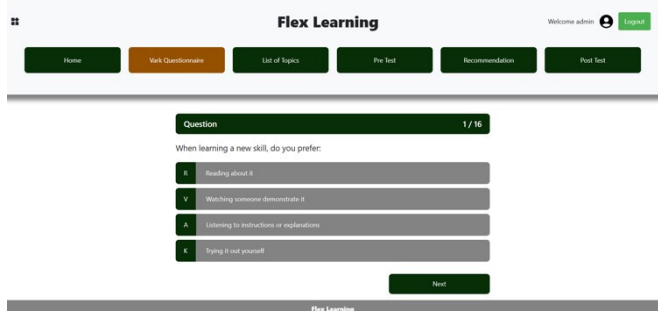 Flex Learning
Welcome admin
Logout
Home
Vark Questionnaire
List of Topics
Pre Test
Recommendation
Post Test
Question 1 / 16
When learning a new skill, do you prefer:
R Reading about it
V Watching someone demonstrate it
A Listening to instructions or explanations
K Trying it out yourself
Next
Flex Learning